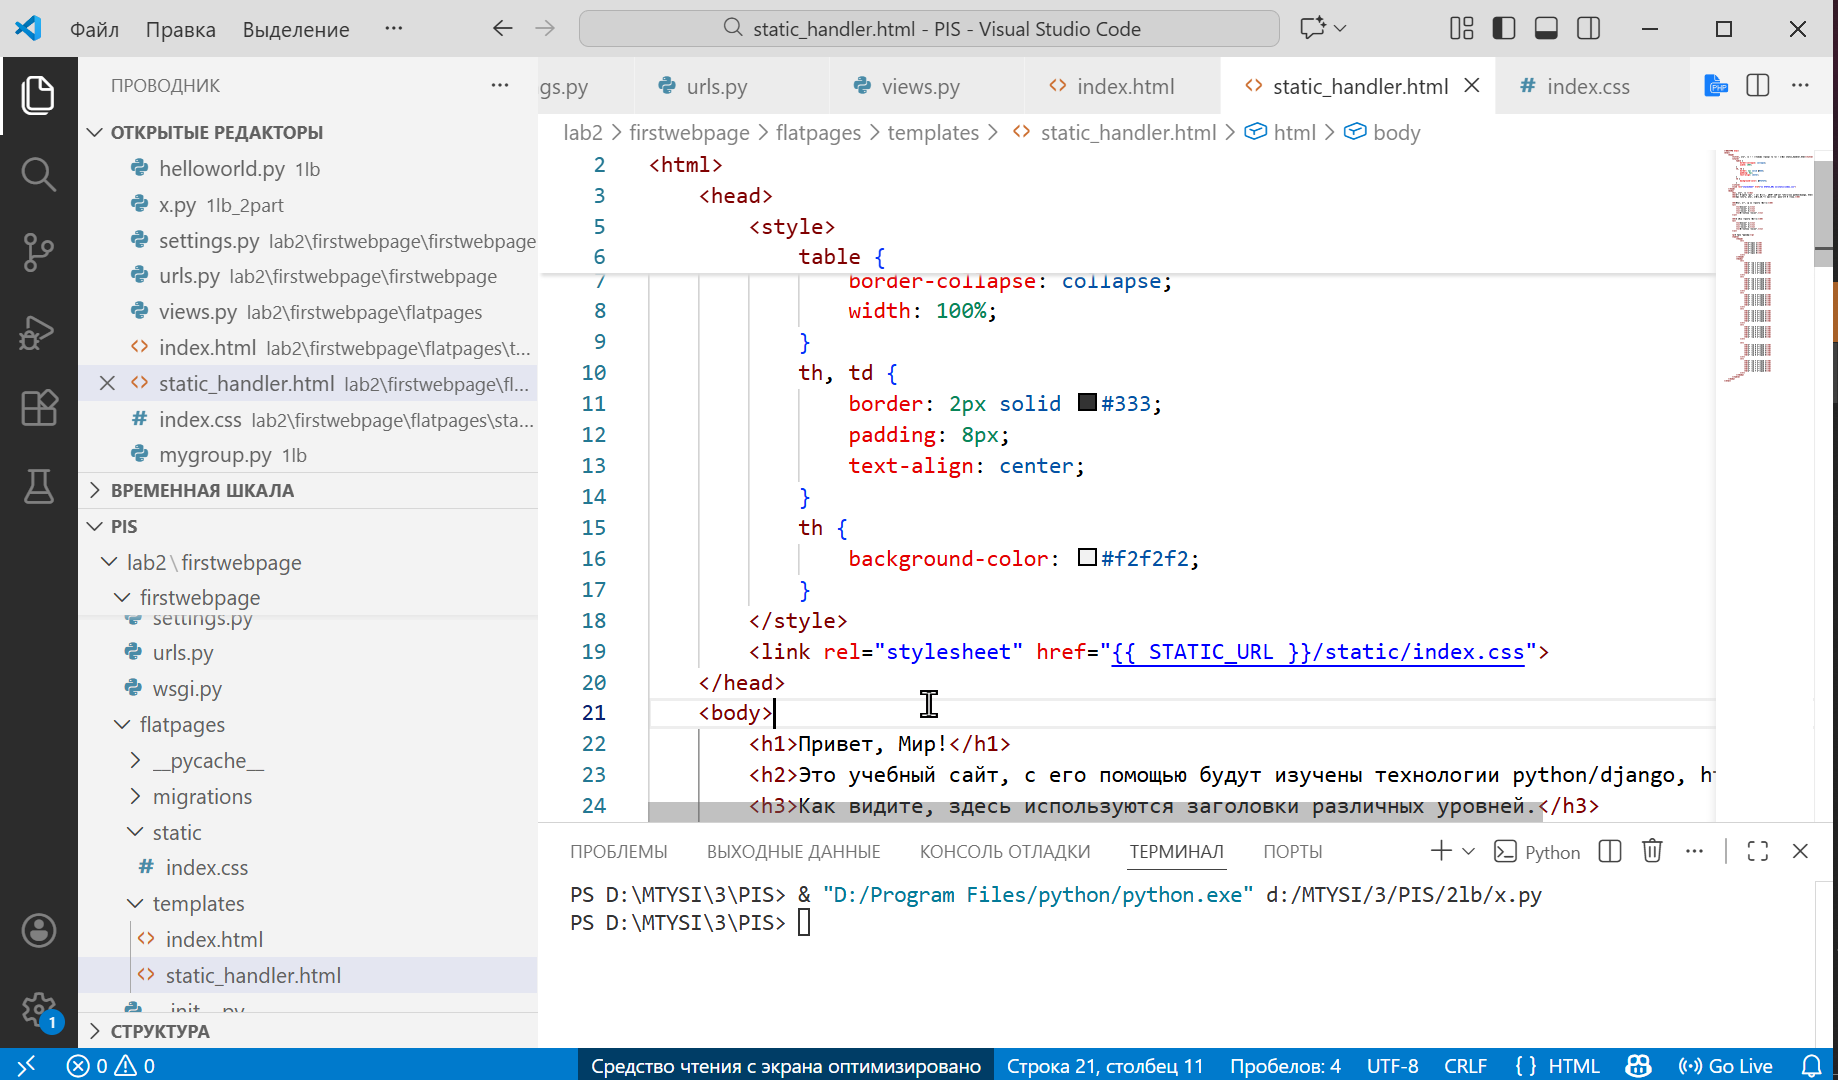 Файл Правка Выделение ··· static_handler.html - PIS - Visual Studio Code
ПРОВОДНИК ···
ОТКРЫТЫЕ РЕДАКТОРЫ
helloworld.py 1lb
x.py 1lb_2part
settings.py lab2\firstwebpage\firstwebpage
urls.py lab2\firstwebpage\firstwebpage
views.py lab2\firstwebpage\flatpages
index.html lab2\firstwebpage\flatpages\t...
static_handler.html lab2\firstwebpage\fl...
index.css lab2\firstwebpage\flatpages\sta...
mygroup.py 1lb
ВРЕМЕННАЯ ШКАЛА
PIS
lab2\firstwebpage
firstwebpage
settings.py
urls.py
wsgi.py
flatpages
__pycache__
migrations
static
index.css
templates
index.html
static_handler.html
__init__.py
СТРУКТУРА
gs.py urls.py views.py index.html static_handler.html index.css
lab2 > firstwebpage > flatpages > templates > static_handler.html > html > body
2 <html>
3 <head>
5 <style>
6 table {
7 border-collapse: collapse;
8 width: 100%;
9 }
10 th, td {
11 border: 2px solid #333;
12 padding: 8px;
13 text-align: center;
14 }
15 th {
16 background-color: #f2f2f2;
17 }
18 </style>
19 <link rel="stylesheet" href="{{ STATIC_URL }}/static/index.css">
20 </head>
21 <body>
22 <h1>Привет, Мир!</h1>
23 <h2>Это учебный сайт, с его помощью будут изучены технологии python/django, h
24 <h3>Как видите, здесь используются заголовки различных уровней.</h3>
ПРОБЛЕМЫ ВЫХОДНЫЕ ДАННЫЕ КОНСОЛЬ ОТЛАДКИ ТЕРМИНАЛ ПОРТЫ Python
PS D:\MTYSI\3\PIS> & "D:/Program Files/python/python.exe" d:/MTYSI/3/PIS/2lb/x.py
PS D:\MTYSI\3\PIS>
1
0 0 Средство чтения с экрана оптимизировано Строка 21, столбец 11 Пробелов: 4 UTF-8 CRLF { } HTML Go Live